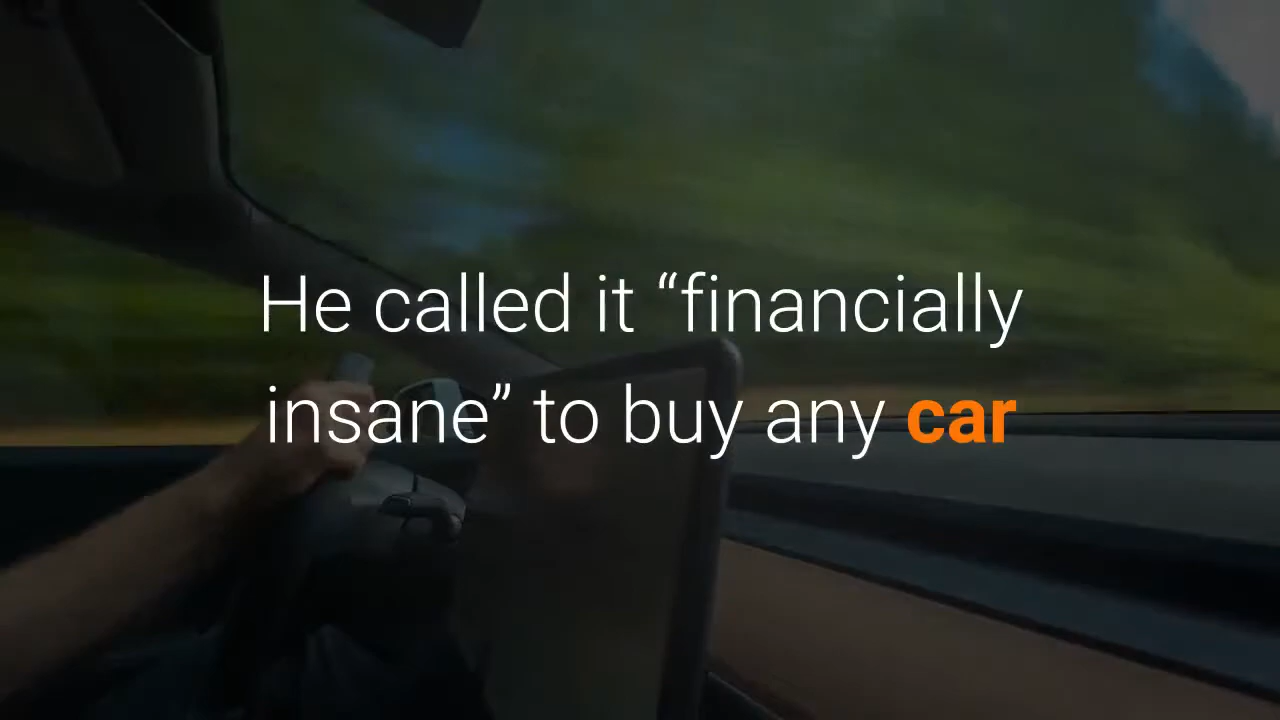 He called it “financially
insane” to buy any car